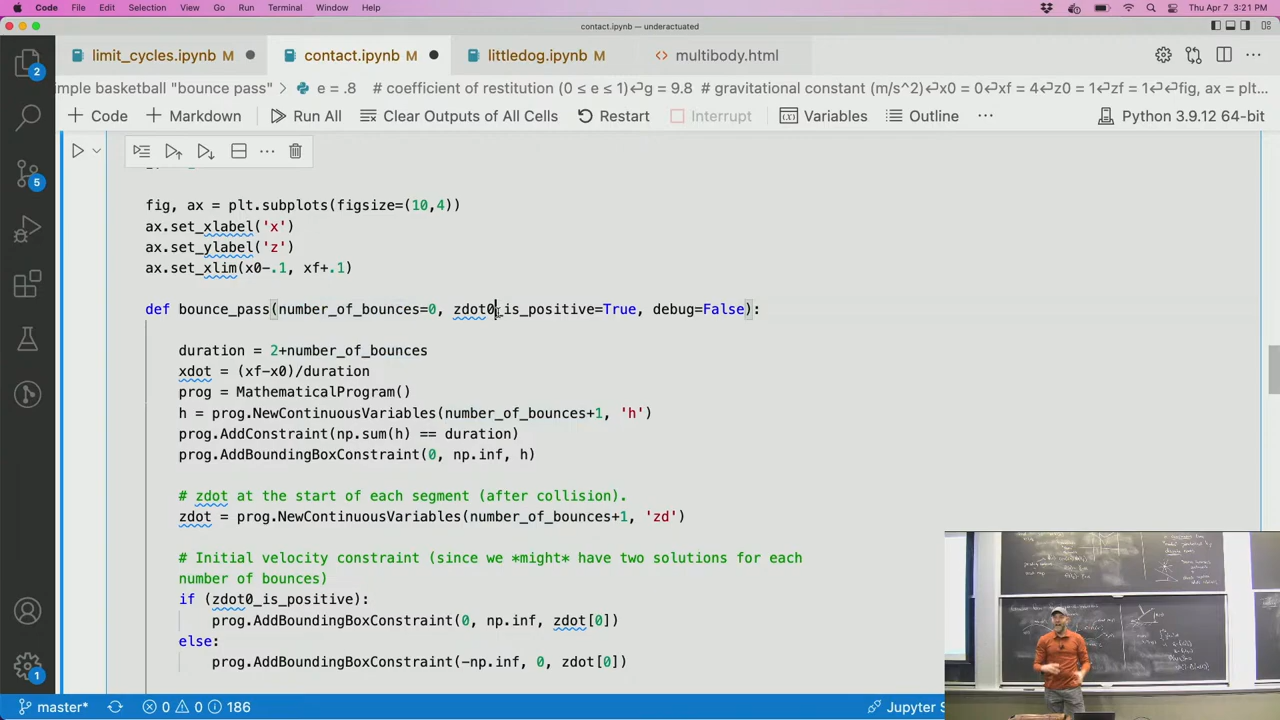 Code File Edit Selection View Go Run Terminal Window Help
Thu Apr 7 3:21 PM
contact.ipynb — underactuated
limit_cycles.ipynb M
contact.ipynb M
littledog.ipynb M
<> multibody.html
imple basketball "bounce pass" > e = .8 # coefficient of restitution (0 ≤ e ≤ 1)⏎g = 9.8 # gravitational constant (m/s^2)⏎x0 = 0⏎xf = 4⏎z0 = 1⏎zf = 1⏎⏎fig, ax = plt...
+ Code + Markdown Run All Clear Outputs of All Cells Restart Interrupt Variables Outline ··· Python 3.9.12 64-bit
fig, ax = plt.subplots(figsize=(10,4))
ax.set_xlabel('x')
ax.set_ylabel('z')
ax.set_xlim(x0-.1, xf+.1)
def bounce_pass(number_of_bounces=0, zdot0_is_positive=True, debug=False):
duration = 2+number_of_bounces
xdot = (xf-x0)/duration
prog = MathematicalProgram()
h = prog.NewContinuousVariables(number_of_bounces+1, 'h')
prog.AddConstraint(np.sum(h) == duration)
prog.AddBoundingBoxConstraint(0, np.inf, h)
# zdot at the start of each segment (after collision).
zdot = prog.NewContinuousVariables(number_of_bounces+1, 'zd')
# Initial velocity constraint (since we *might* have two solutions for each
number of bounces)
if (zdot0_is_positive):
prog.AddBoundingBoxConstraint(0, np.inf, zdot[0])
else:
prog.AddBoundingBoxConstraint(-np.inf, 0, zdot[0])
2
5
1
master* 0 0 186
Jupyter S